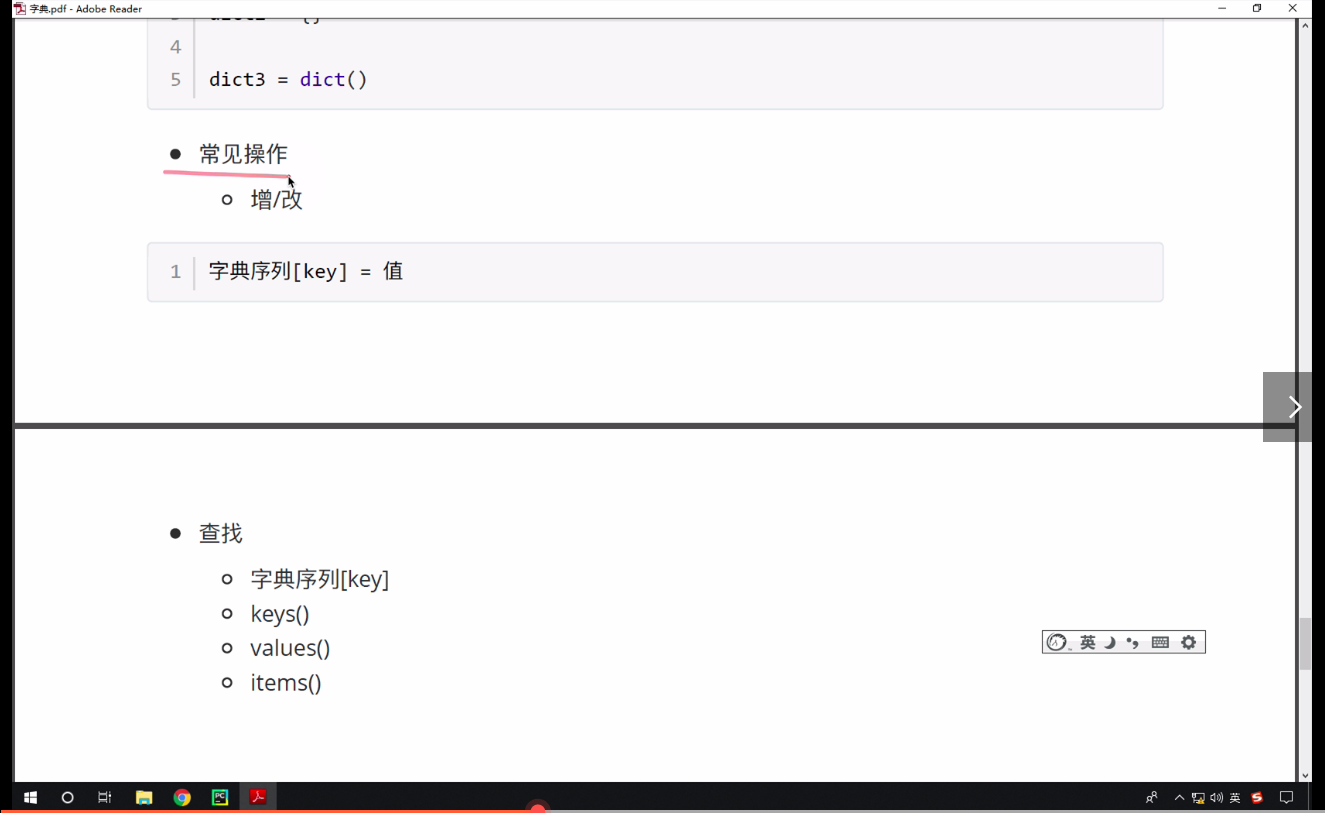 字典.pdf - Adobe Reader
4
5 dict3 = dict()
常见操作
增/改
1 字典序列[key] = 值
查找
字典序列[key]
keys()
values()
items()
英
PC
英